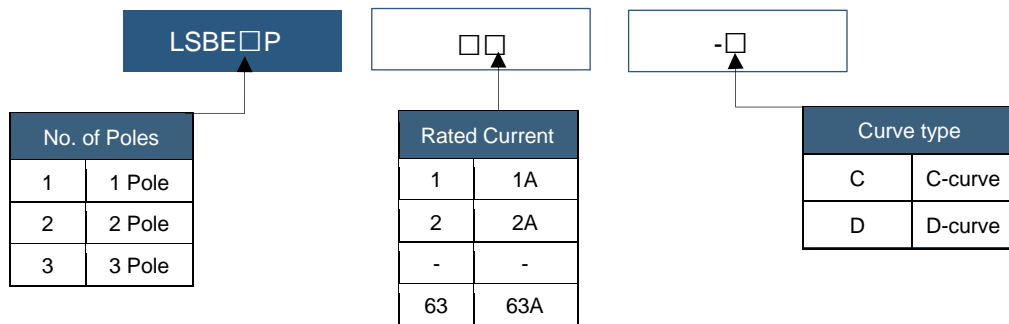 LSBE□P □□ -□
No. of Poles
1 1 Pole
2 2 Pole
3 3 Pole
Rated Current
1 1A
2 2A
- -
63 63A
Curve type
C C-curve
D D-curve